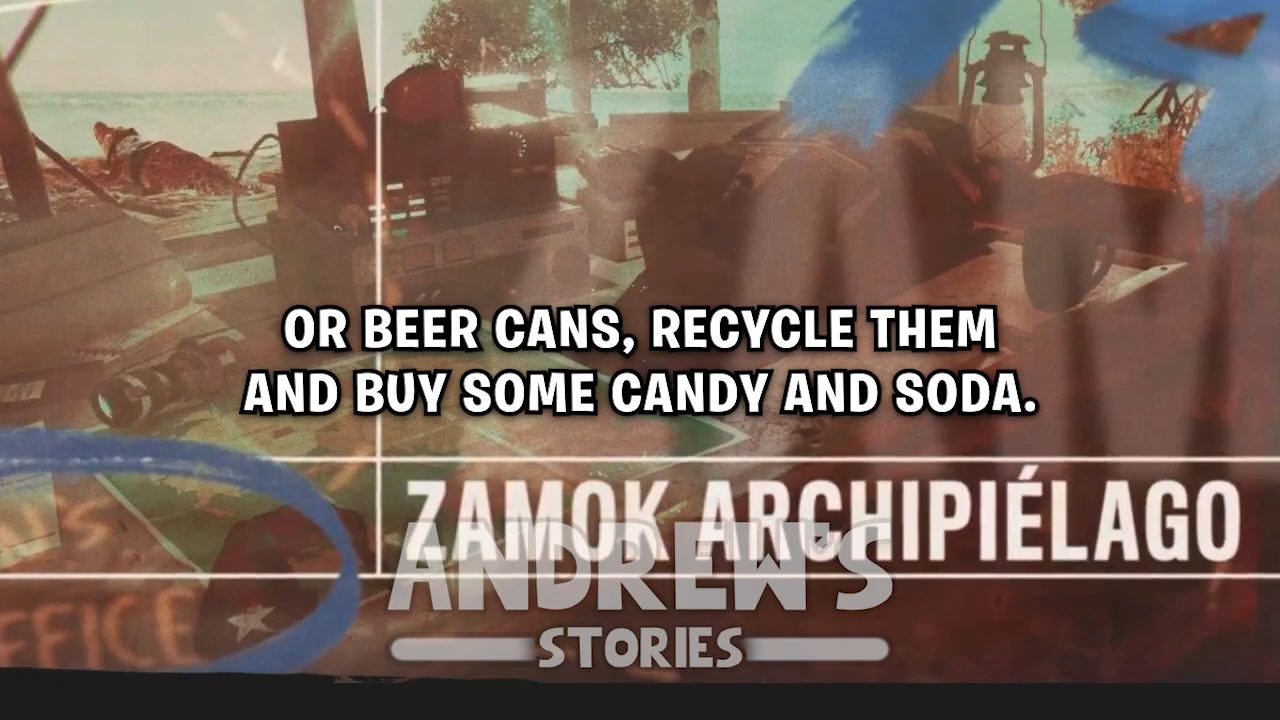 OR BEER CANS, RECYCLE THEM
AND BUY SOME CANDY AND SODA.
ZAMOK ARCHIPIÉLAGO
ANDREW'S
STORIES